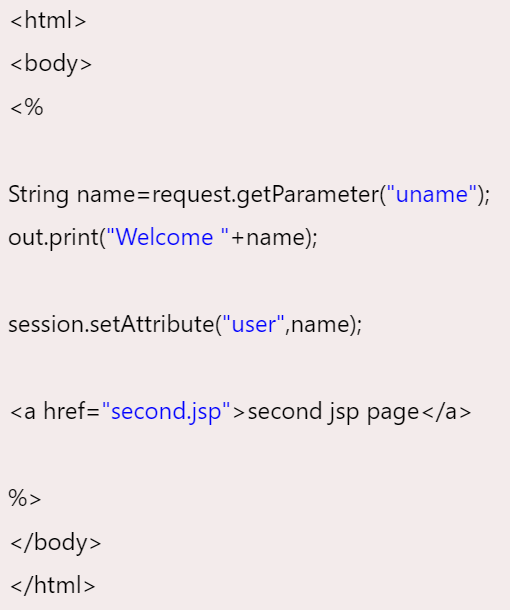 <html>
<body>
<%
String name=request.getParameter("uname");
out.print("Welcome "+name);
session.setAttribute("user",name);
<a href="second.jsp">second jsp page</a>
%>
</body>
</html>